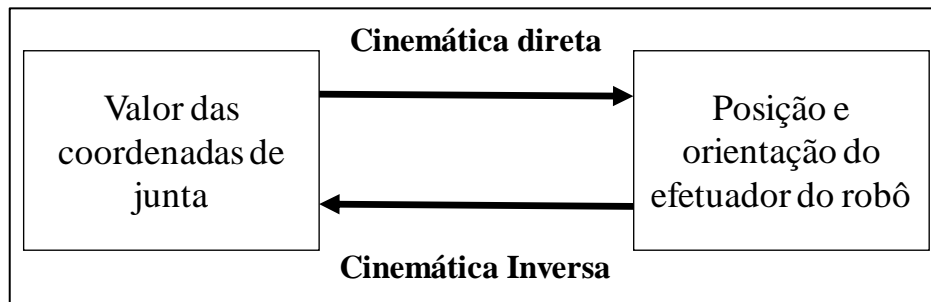 Cinemática direta
Valor das
coordenadas de
junta
Posição e
orientação do
efetuador do robô
Cinemática Inversa